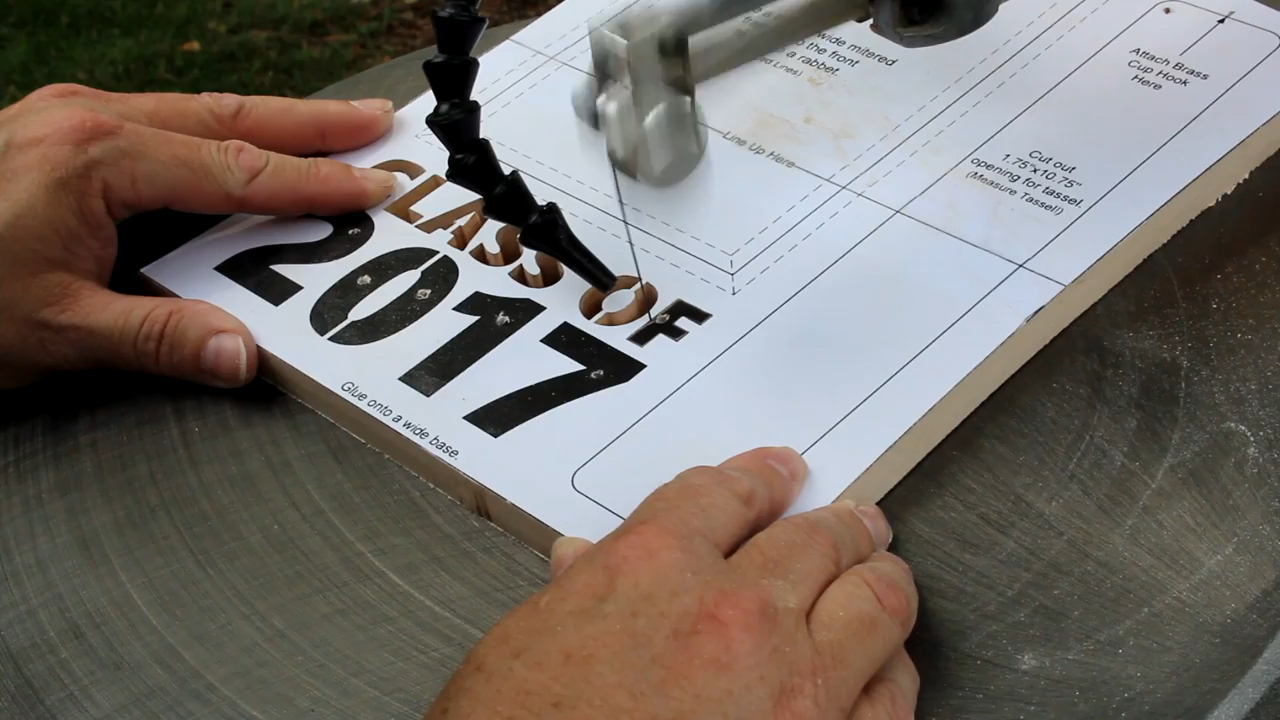 wide mitered
the front
a rabbet.
Lines)
Attach Brass
Cup Hook
Here
Line Up Here
Cut out
1.75"x10.75"
opening for tassel.
(Measure Tassel!)
CLASS OF
2017
Glue onto a wide base.